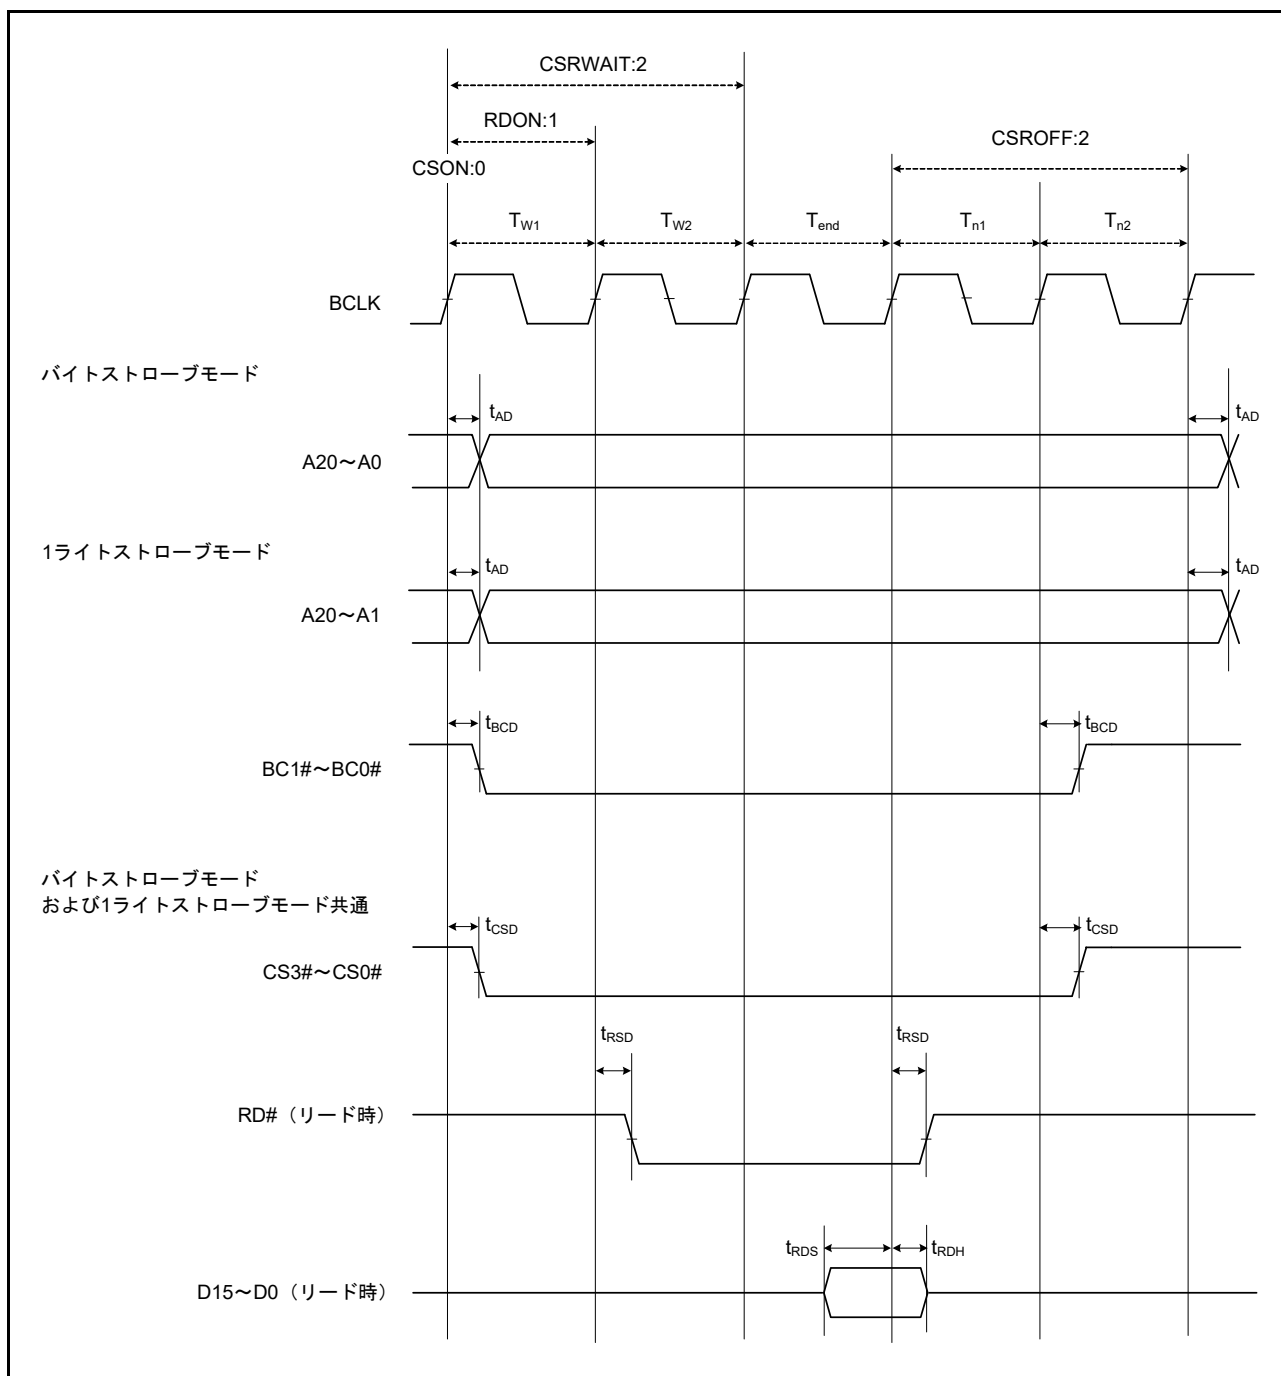 CSRWAIT:2
RDON:1
CSROFF:2
CSON:0
TW1 TW2 Tend Tn1 Tn2
BCLK
バイトストローブモード
tAD tAD
A20～A0
1ライトストローブモード
tAD tAD
A20～A1
tBCD tBCD
BC1#～BC0#
バイトストローブモード
および1ライトストローブモード共通
tCSD tCSD
CS3#～CS0#
tRSD tRSD
RD#（リード時）
tRDS tRDH
D15～D0（リード時）